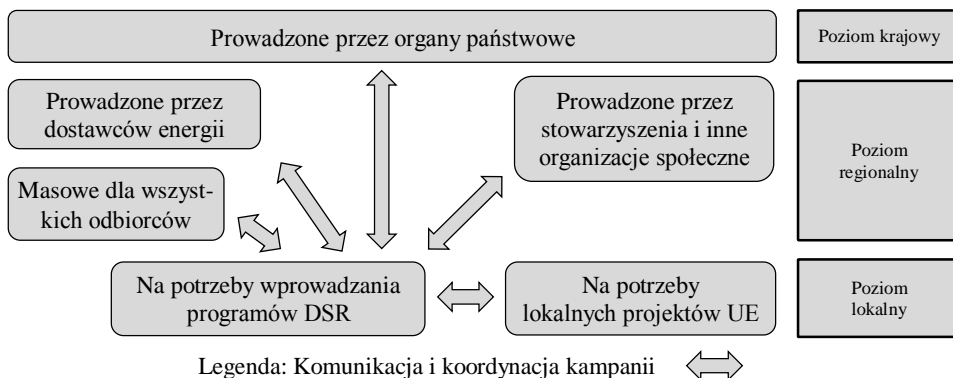 Prowadzone przez organy państwowe
Poziom krajowy
Prowadzone przez
dostawców energii
Prowadzone przez
stowarzyszenia i inne
organizacje społeczne
Poziom
regionalny
Masowe dla wszyst-
kich odbiorców
Na potrzeby wprowadzania
programów DSR
Na potrzeby
lokalnych projektów UE
Poziom
lokalny
Legenda: Komunikacja i koordynacja kampanii